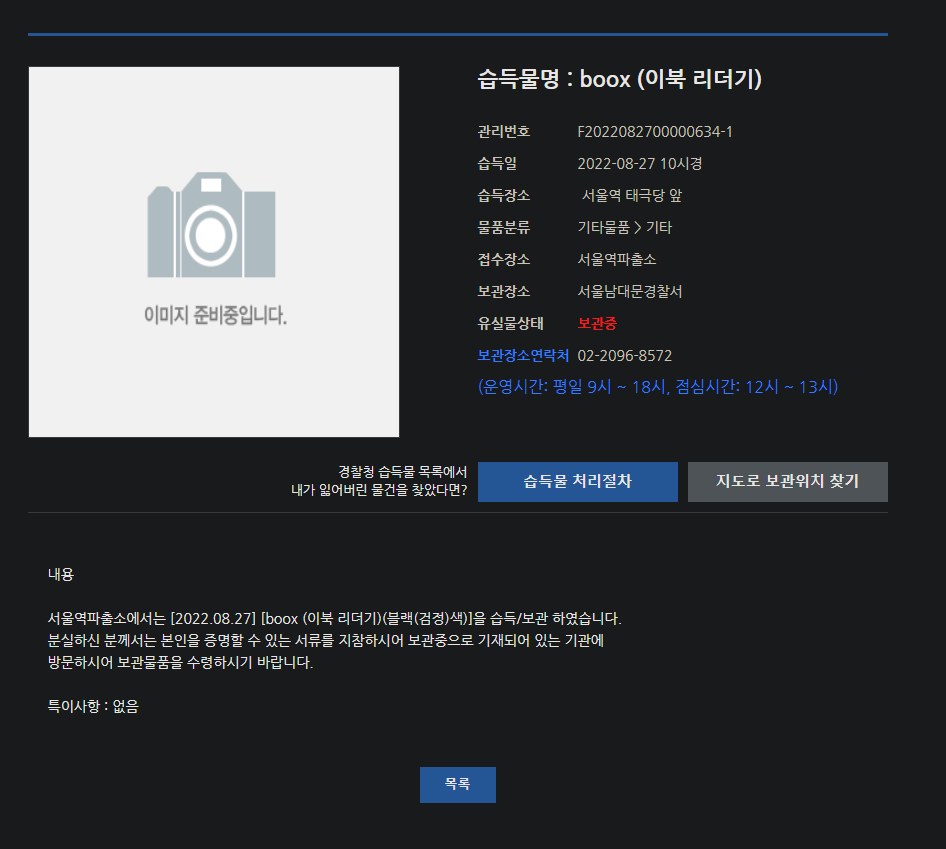 습득물명 : boox (이북 리더기)
관리번호 F2022082700000634-1
습득일 2022-08-27 10시경
습득장소 서울역 태극당 앞
물품분류 기타물품 > 기타
접수장소 서울역파출소
보관장소 서울남대문경찰서
유실물상태 보관중
보관장소연락처 02-2096-8572
(운영시간: 평일 9시 ~ 18시, 점심시간: 12시 ~ 13시)
이미지 준비중입니다.
경찰청 습득물 목록에서
내가 잃어버린 물건을 찾았다면?
습득물 처리절차
지도로 보관위치 찾기
내용
서울역파출소에서는 [2022.08.27] [boox (이북 리더기)(블랙(검정)색)]을 습득/보관 하였습니다.
분실하신 분께서는 본인을 증명할 수 있는 서류를 지참하시어 보관중으로 기재되어 있는 기관에
방문하시어 보관물품을 수령하시기 바랍니다.
특이사항 : 없음
목록